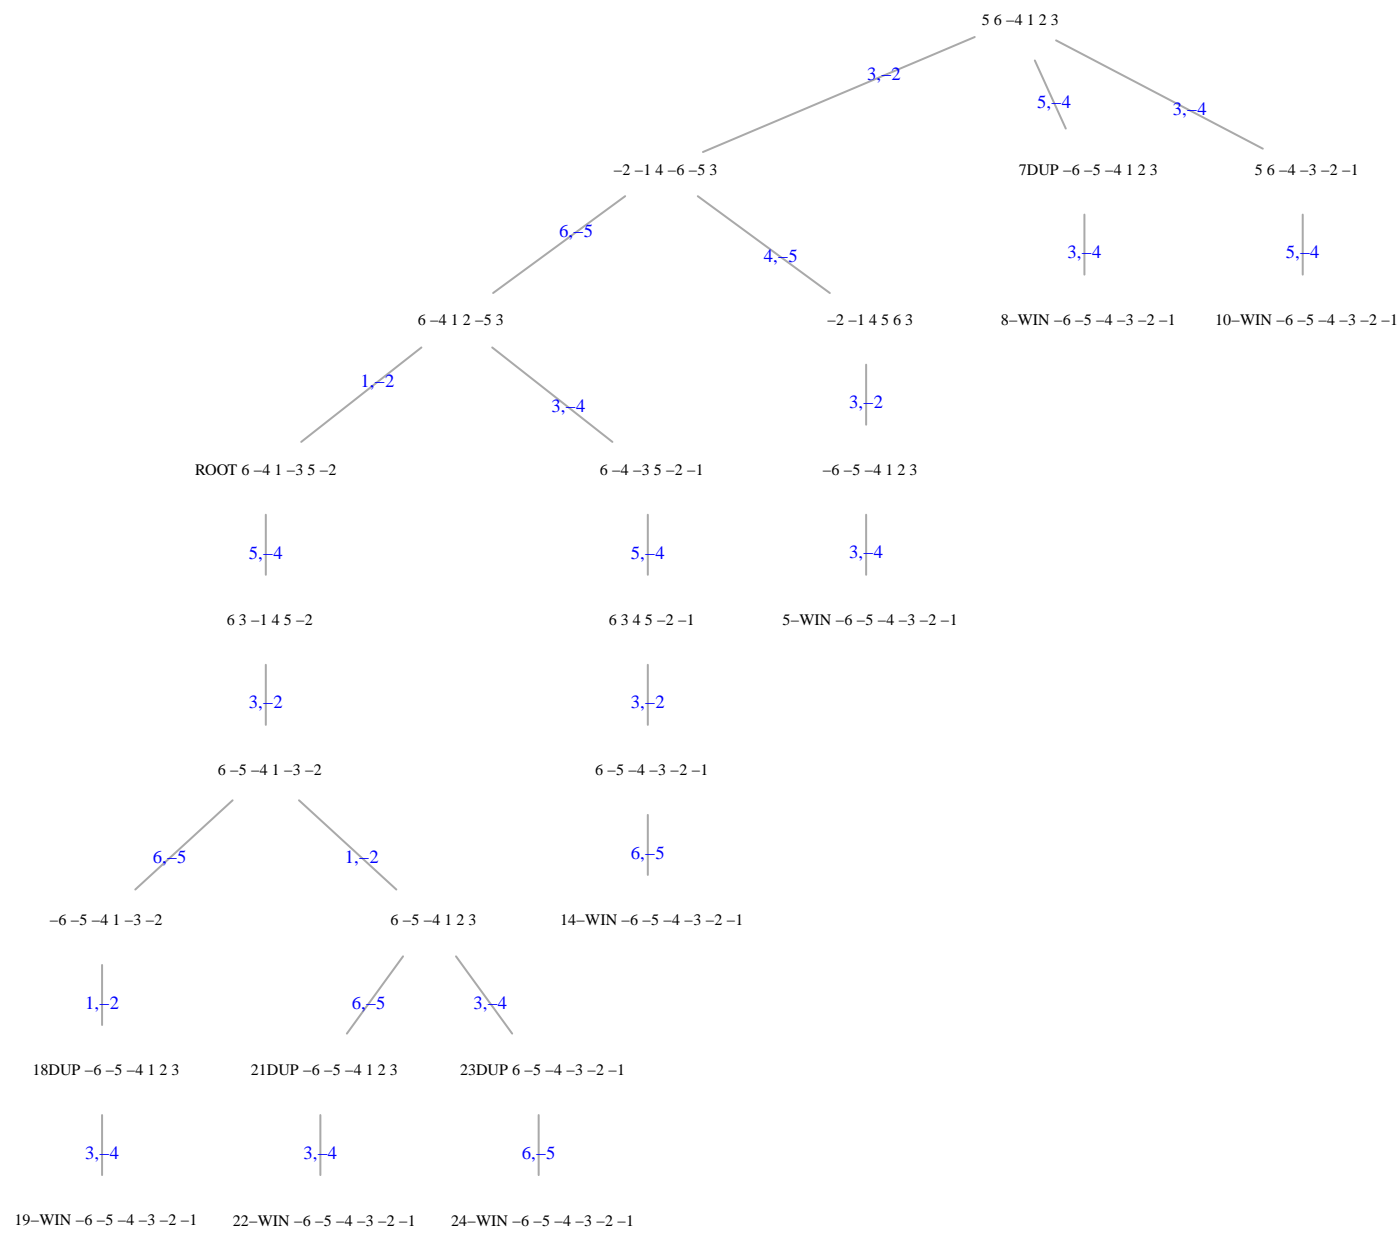 5 6 −4 1 2 3
3,−2
5,−4
3,−4
−2 −1 4 −6 −5 3
7DUP −6 −5 −4 1 2 3
5 6 −4 −3 −2 −1
6,−5
4,−5
3,−4
5,−4
6 −4 1 2 −5 3
−2 −1 4 5 6 3
8−WIN −6 −5 −4 −3 −2 −1
10−WIN −6 −5 −4 −3 −2 −1
1,−2
3,−4
3,−2
ROOT 6 −4 1 −3 5 −2
6 −4 −3 5 −2 −1
−6 −5 −4 1 2 3
5,−4
5,−4
3,−4
6 3 −1 4 5 −2
6 3 4 5 −2 −1
5−WIN −6 −5 −4 −3 −2 −1
3,−2
3,−2
6 −5 −4 1 −3 −2
6 −5 −4 −3 −2 −1
6,−5
1,−2
6,−5
−6 −5 −4 1 −3 −2
6 −5 −4 1 2 3
14−WIN −6 −5 −4 −3 −2 −1
1,−2
6,−5
3,−4
18DUP −6 −5 −4 1 2 3
21DUP −6 −5 −4 1 2 3
23DUP 6 −5 −4 −3 −2 −1
3,−4
3,−4
6,−5
19−WIN −6 −5 −4 −3 −2 −1
22−WIN −6 −5 −4 −3 −2 −1
24−WIN −6 −5 −4 −3 −2 −1